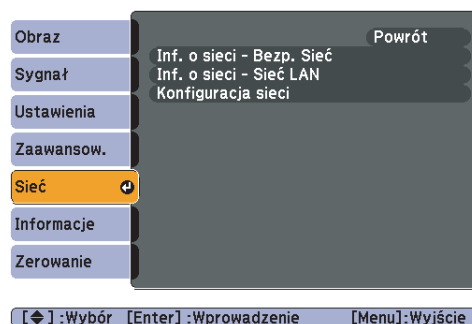 Obraz
Sygnał
Ustawienia
Zaawansow.
Sieć
Informacje
Zerowanie
Powrót
Inf. o sieci - Bezp. Sieć
Inf. o sieci - Sieć LAN
Konfiguracja sieci
[◆] :Wybór [Enter] :Wprowadzenie [Menu]:Wyjście